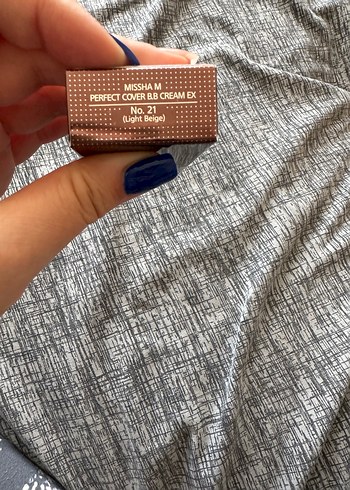 MISSHA M
PERFECT COVER B.B CREAM EX
No. 21
(Light Beige)